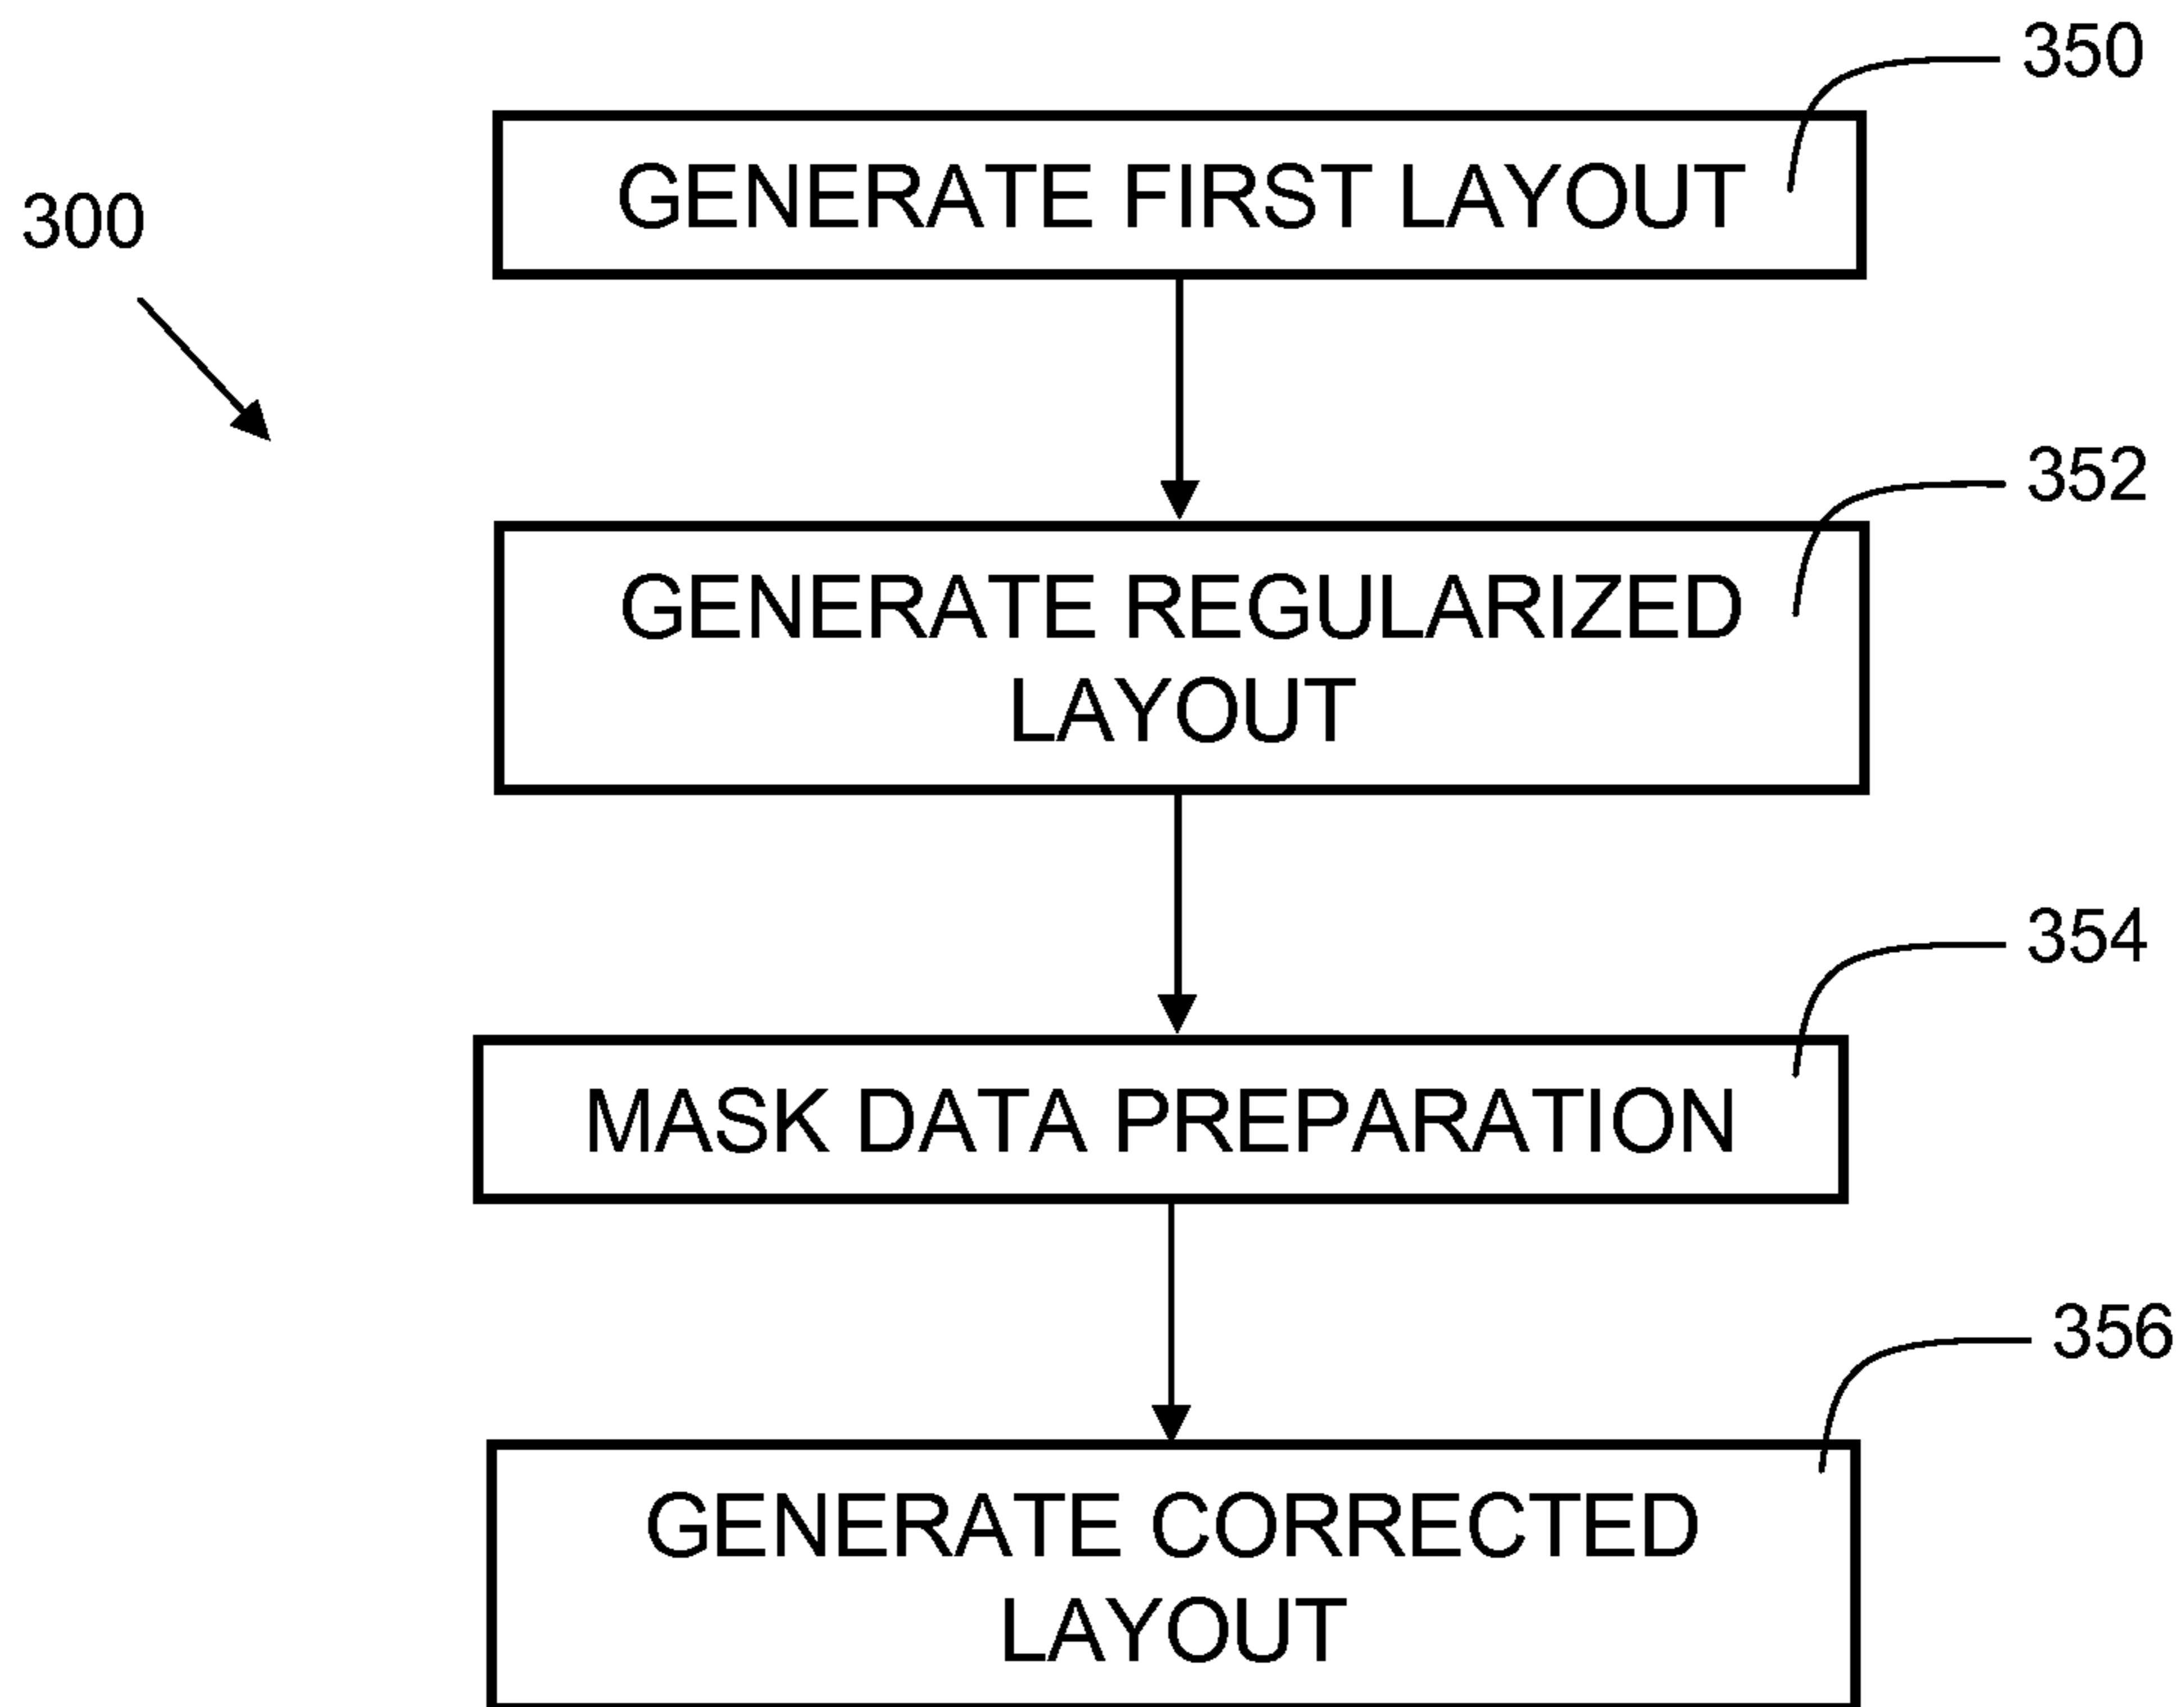 350
GENERATE FIRST LAYOUT
300
352
GENERATE REGULARIZED
LAYOUT
354
MASK DATA PREPARATION
356
GENERATE CORRECTED
LAYOUT